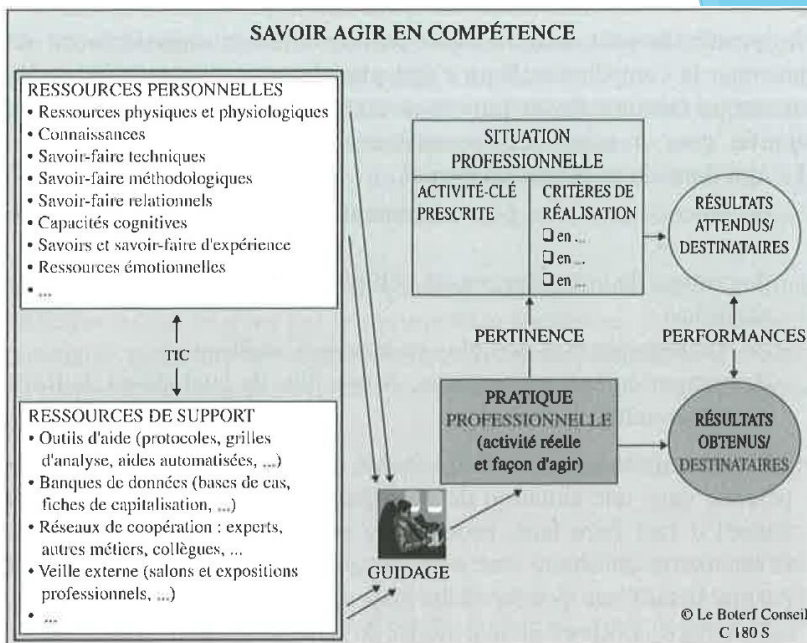 SAVOIR AGIR EN COMPÉTENCE
RESSOURCES PERSONNELLES
• Ressources physiques et physiologiques
• Connaissances
• Savoir-faire techniques
• Savoir-faire méthodologiques
• Savoir-faire relationnels
• Capacités cognitives
• Savoirs et savoir-faire d'expérience
• Ressources émotionnelles
• ...
TIC
RESSOURCES DE SUPPORT
• Outils d'aide (protocoles, grilles
d'analyse, aides automatisées, ...)
• Banques de données (bases de cas,
fiches de capitalisation, ...)
• Réseaux de coopération : experts,
autres métiers, collègues, ...
• Veille externe (salons et expositions
professionnels, ...)
• ...
GUIDAGE
SITUATION
PROFESSIONNELLE
ACTIVITÉ-CLÉ
PRESCRITE
CRITÈRES DE
RÉALISATION
❑ en ...
❑ en ...
❑ en ...
RÉSULTATS
ATTENDUS/
DESTINATAIRES
PERTINENCE
PERFORMANCES
PRATIQUE
PROFESSIONNELLE
(activité réelle
et façon d'agir)
RÉSULTATS
OBTENUS/
DESTINATAIRES
© Le Boterf Conseil
C 180 S